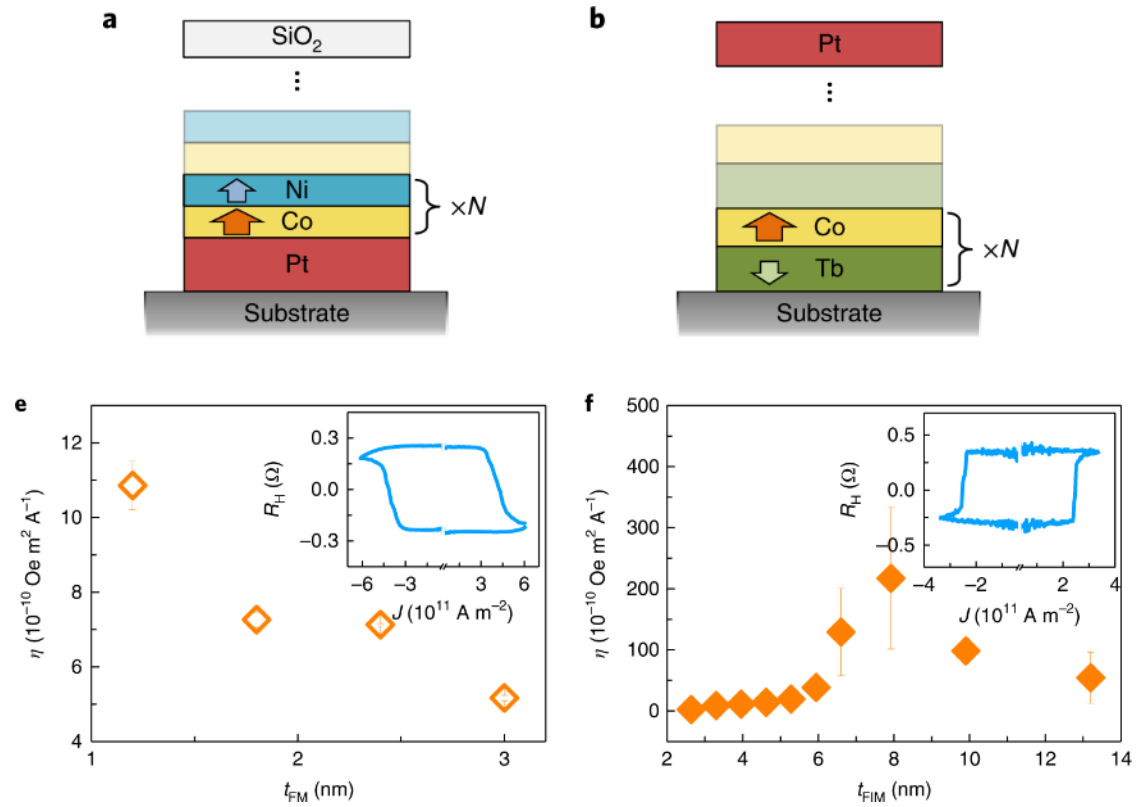 a
SiO2
⋮
Ni
Co
×N
Pt
Substrate
b
Pt
⋮
Co
Tb
×N
Substrate
e
η (10−10 Oe m2 A−1)
12
10
8
6
4
1
2
3
tFM (nm)
RH (Ω)
0.3
0.0
−0.3
−6
−3
3
6
J (1011 A m−2)
f
η (10−10 Oe m2 A−1)
500
400
300
250
200
150
100
50
0
2
4
6
8
10
12
14
tFIM (nm)
RH (Ω)
0.5
0.0
−0.5
−4
−2
2
4
J (1011 A m−2)